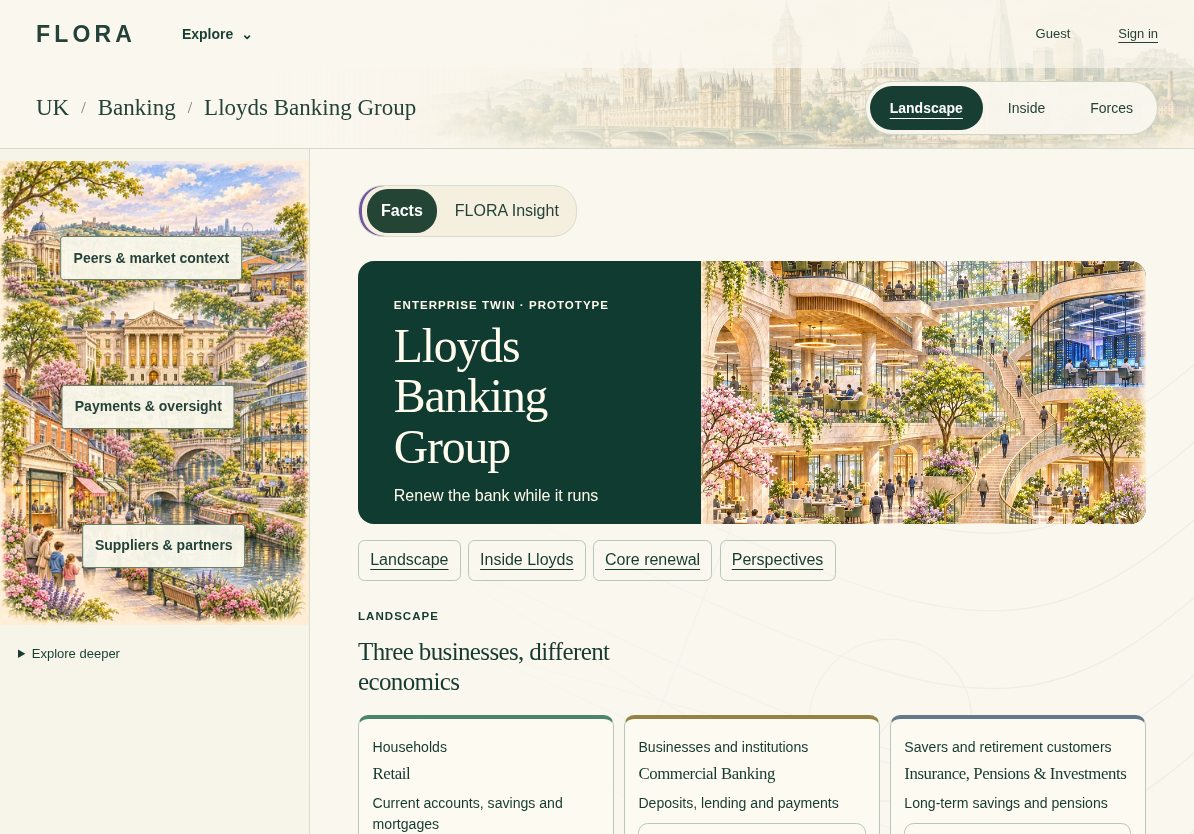 FLORA
Explore
Guest
Sign in
UK / Banking / Lloyds Banking Group
Landscape
Inside
Forces
Peers & market context
Payments & oversight
Suppliers & partners
Explore deeper
Facts
FLORA Insight
ENTERPRISE TWIN · PROTOTYPE
Lloyds
Banking
Group
Renew the bank while it runs
Landscape
Inside Lloyds
Core renewal
Perspectives
LANDSCAPE
Three businesses, different
economics
Households
Retail
Current accounts, savings and
mortgages
Businesses and institutions
Commercial Banking
Deposits, lending and payments
Savers and retirement customers
Insurance, Pensions & Investments
Long-term savings and pensions